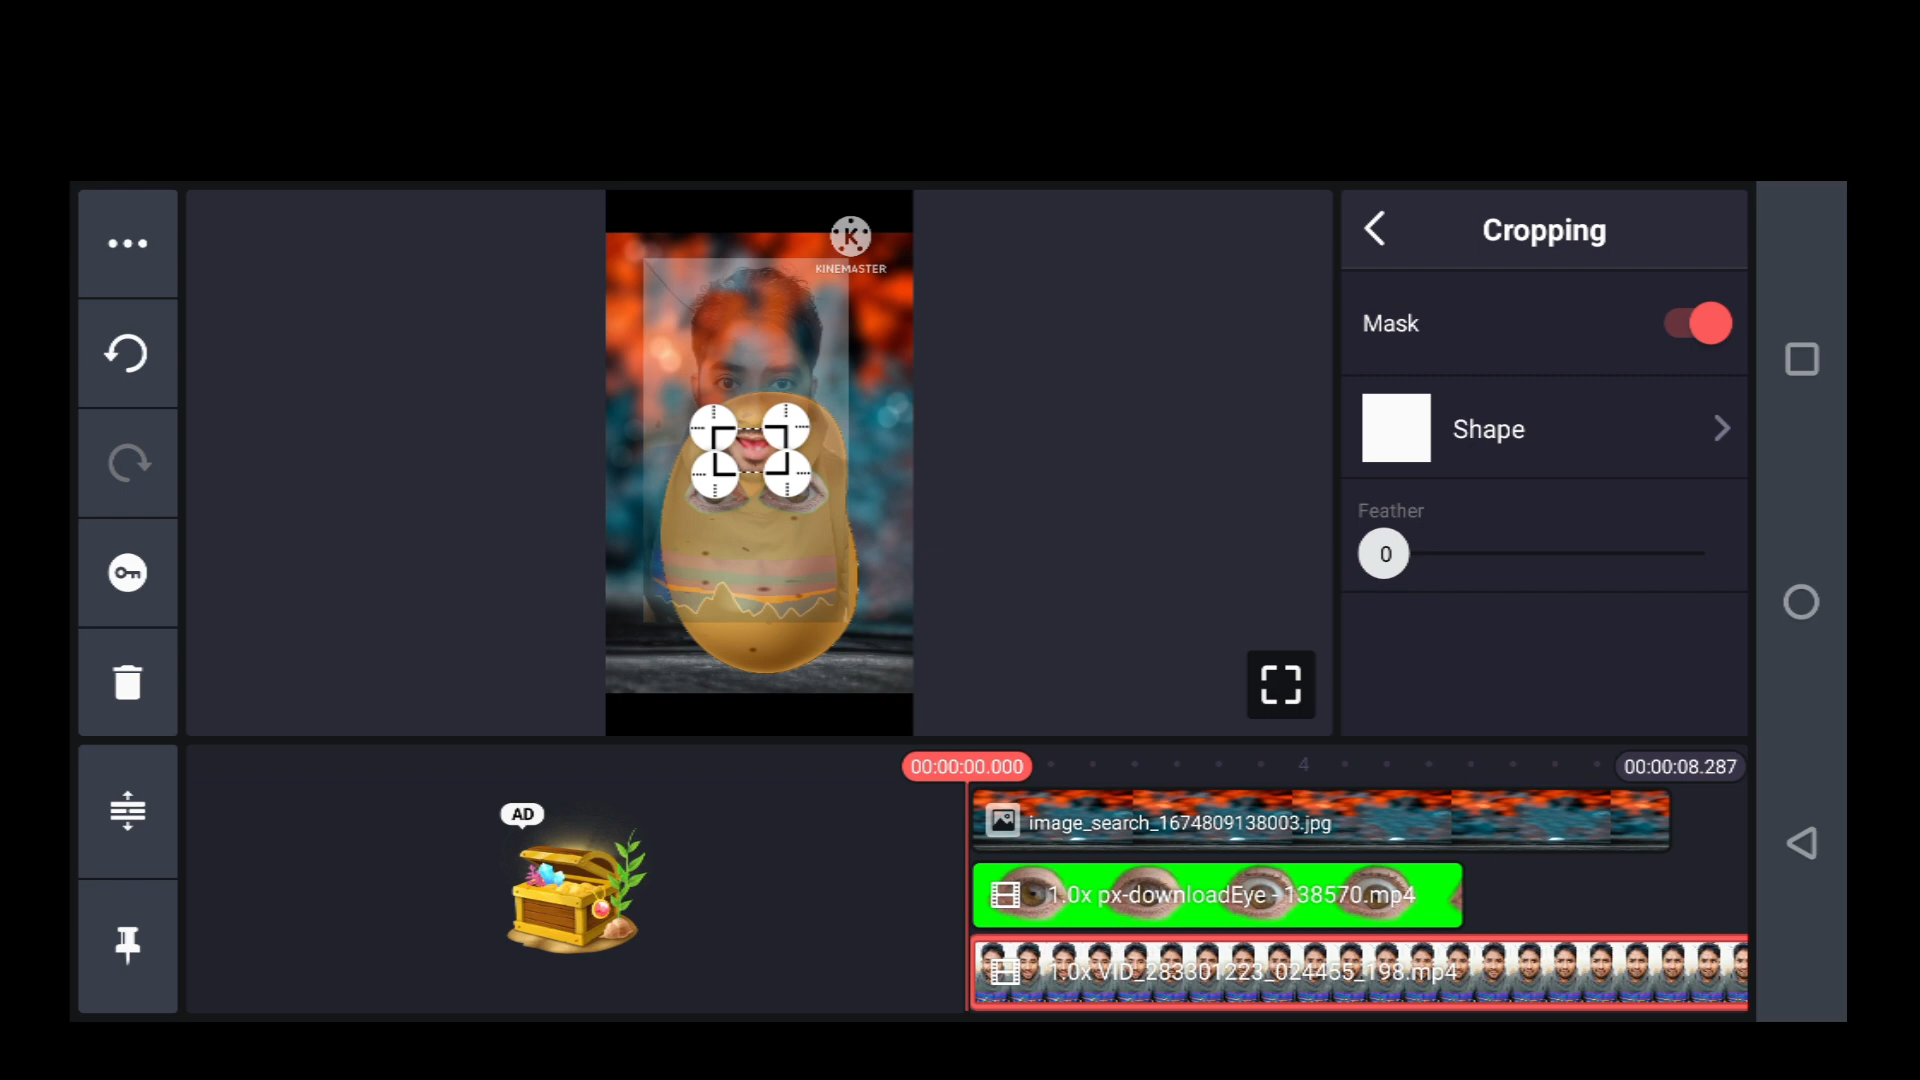 K
KINEMASTER
Cropping
Mask
Shape
Feather
0
00:00:00.000
4
00:00:08.287
AD
image_search_1674809138003.jpg
1.0x px-downloadEye - 138570.mp4
1.0x VID_283301223_024455_198.mp4